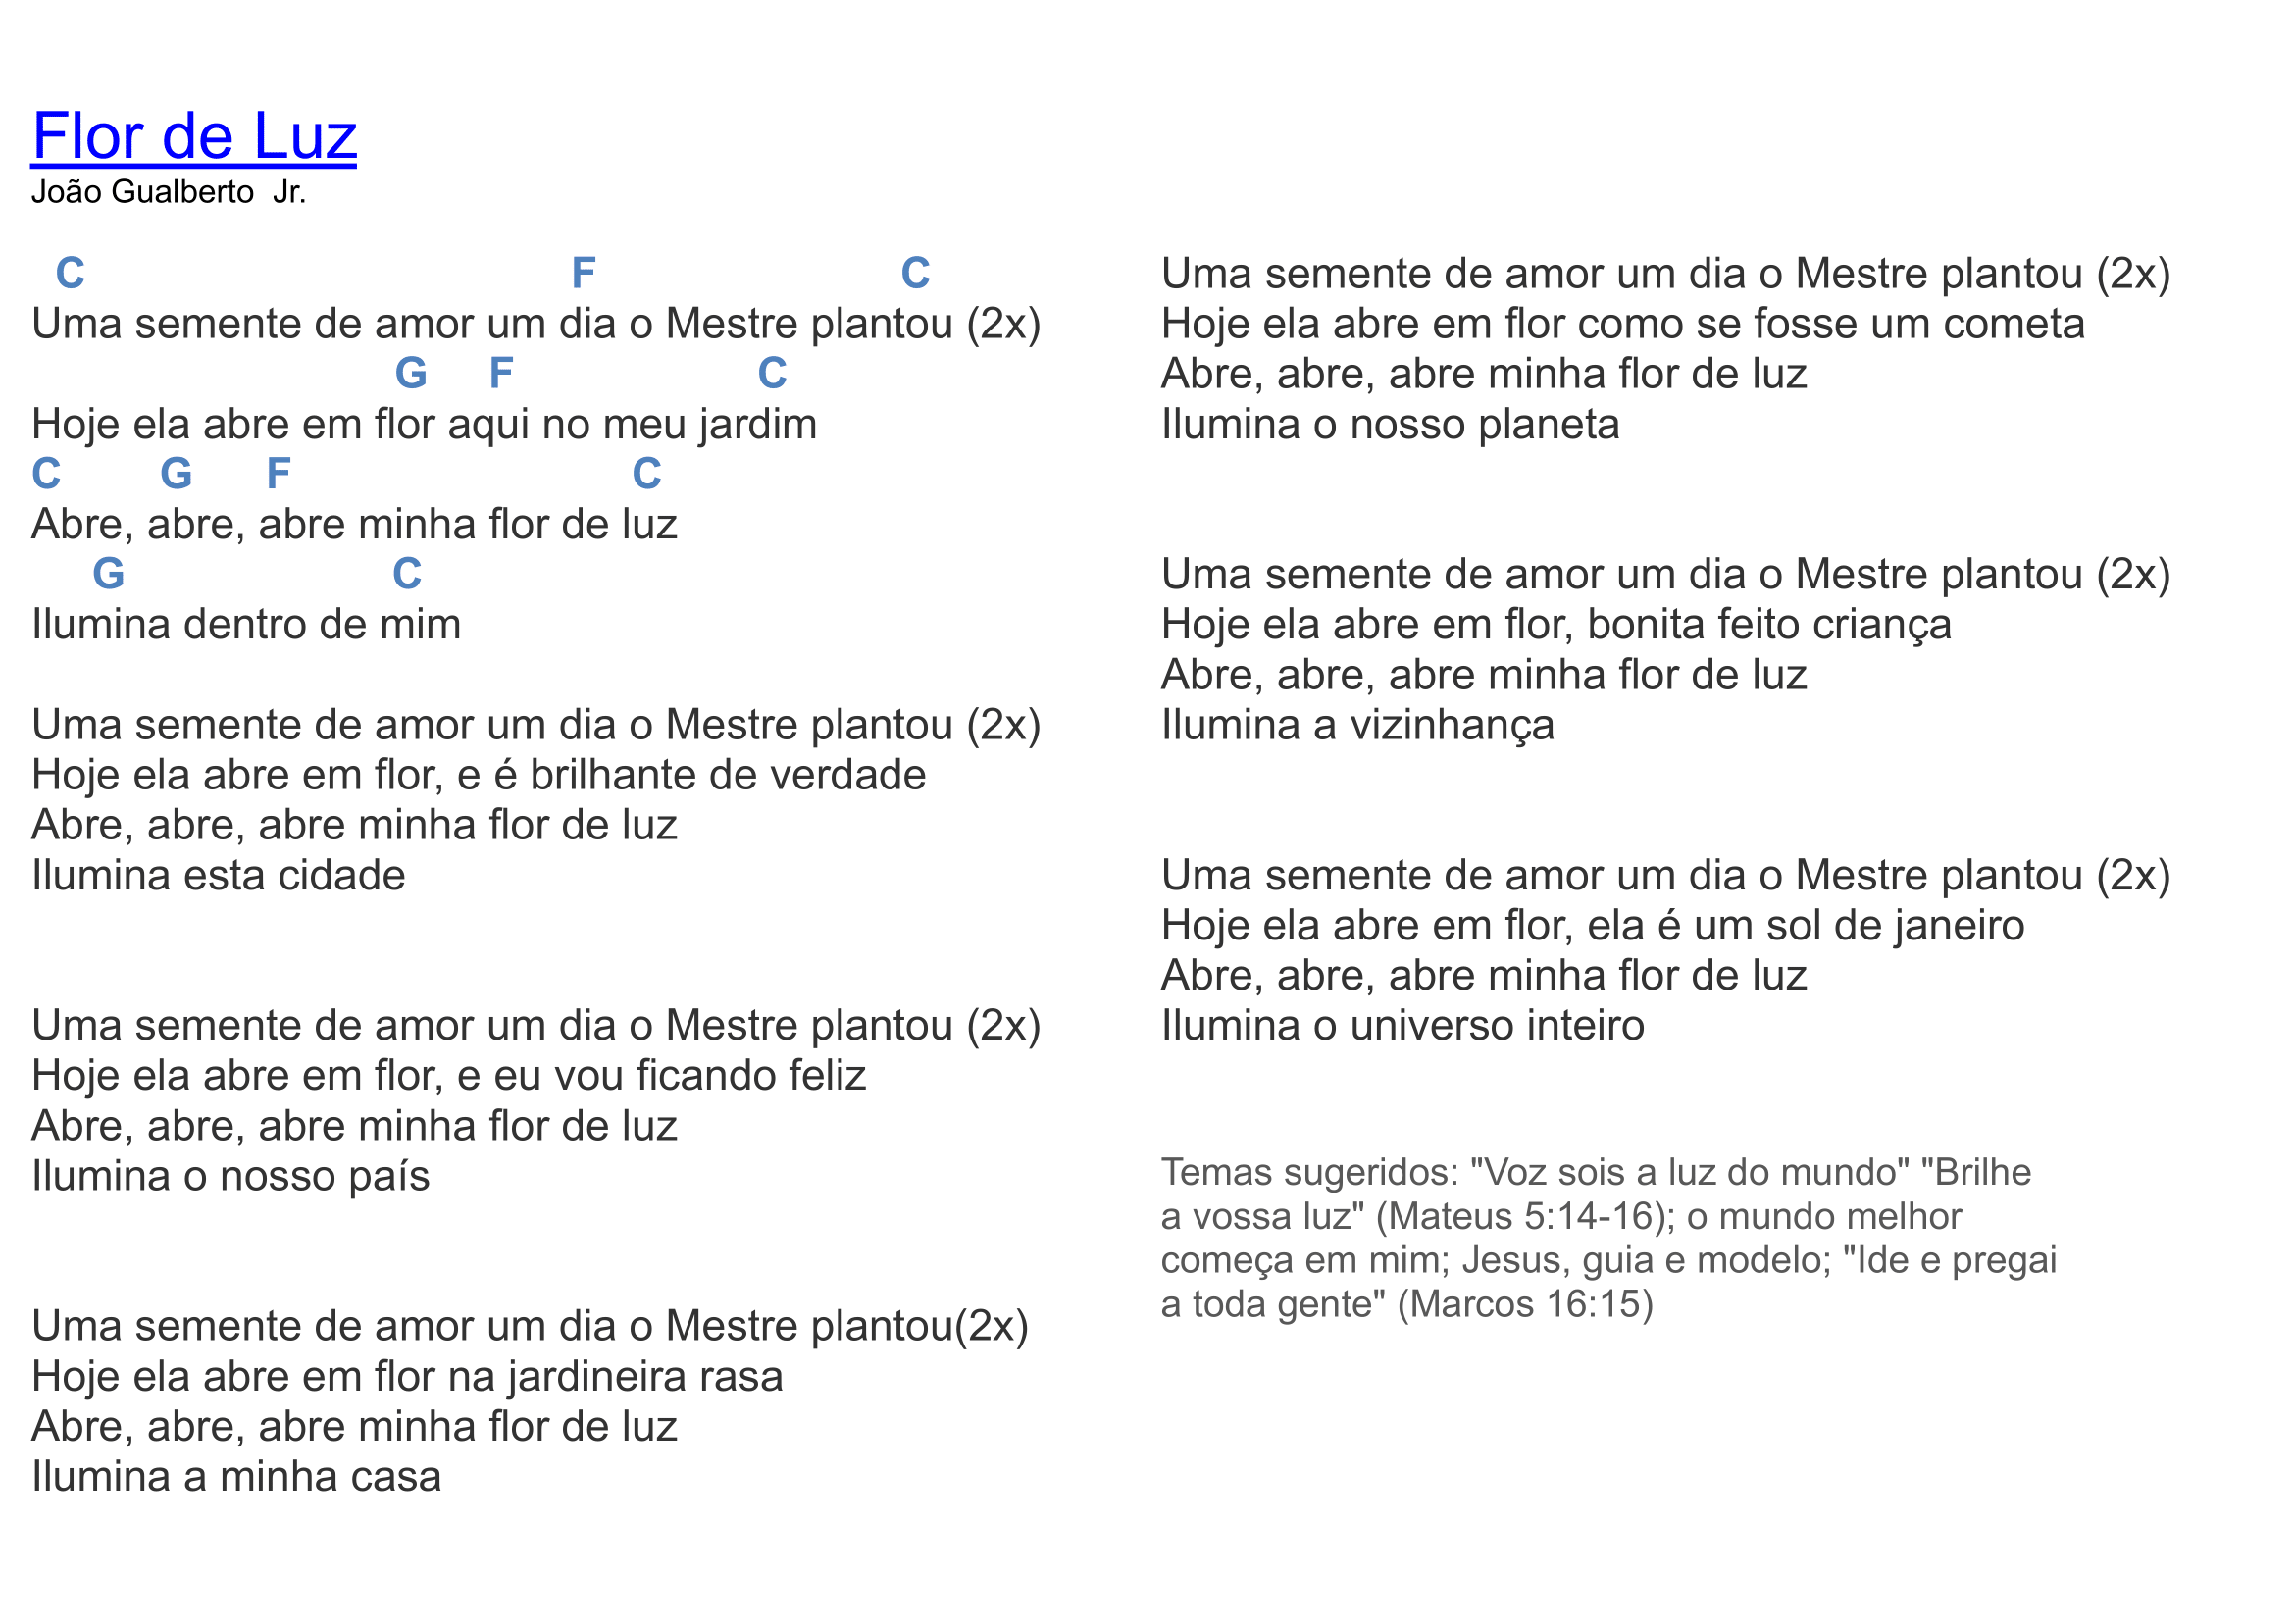 Flor de Luz
João Gualberto  Jr.
C F C
Uma semente de amor um dia o Mestre plantou (2x)
G F C
Hoje ela abre em flor aqui no meu jardim
C G F C
Abre, abre, abre minha flor de luz
G C
Ilumina dentro de mim
Uma semente de amor um dia o Mestre plantou (2x)
Hoje ela abre em flor, e é brilhante de verdade
Abre, abre, abre minha flor de luz
Ilumina esta cidade
Uma semente de amor um dia o Mestre plantou (2x)
Hoje ela abre em flor, e eu vou ficando feliz
Abre, abre, abre minha flor de luz
Ilumina o nosso país
Uma semente de amor um dia o Mestre plantou(2x)
Hoje ela abre em flor na jardineira rasa
Abre, abre, abre minha flor de luz
Ilumina a minha casa
Uma semente de amor um dia o Mestre plantou (2x)
Hoje ela abre em flor como se fosse um cometa
Abre, abre, abre minha flor de luz
Ilumina o nosso planeta
Uma semente de amor um dia o Mestre plantou (2x)
Hoje ela abre em flor, bonita feito criança
Abre, abre, abre minha flor de luz
Ilumina a vizinhança
Uma semente de amor um dia o Mestre plantou (2x)
Hoje ela abre em flor, ela é um sol de janeiro
Abre, abre, abre minha flor de luz
Ilumina o universo inteiro
Temas sugeridos: "Voz sois a luz do mundo" "Brilhe
a vossa luz" (Mateus 5:14-16); o mundo melhor
começa em mim; Jesus, guia e modelo; "Ide e pregai
a toda gente" (Marcos 16:15)